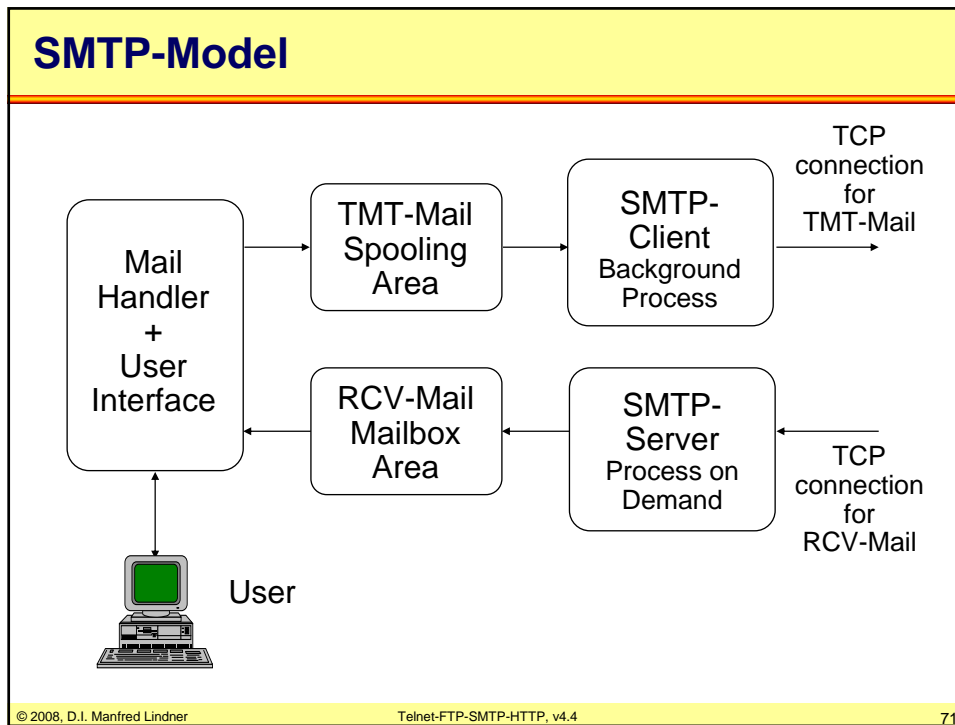 SMTP-Model
Mail
Handler
+
User
Interface
TMT-Mail
Spooling
Area
SMTP-
Client
Background
Process
TCP
connection
for
TMT-Mail
RCV-Mail
Mailbox
Area
SMTP-
Server
Process on
Demand
TCP
connection
for
RCV-Mail
User
© 2008, D.I. Manfred Lindner
Telnet-FTP-SMTP-HTTP, v4.4
71